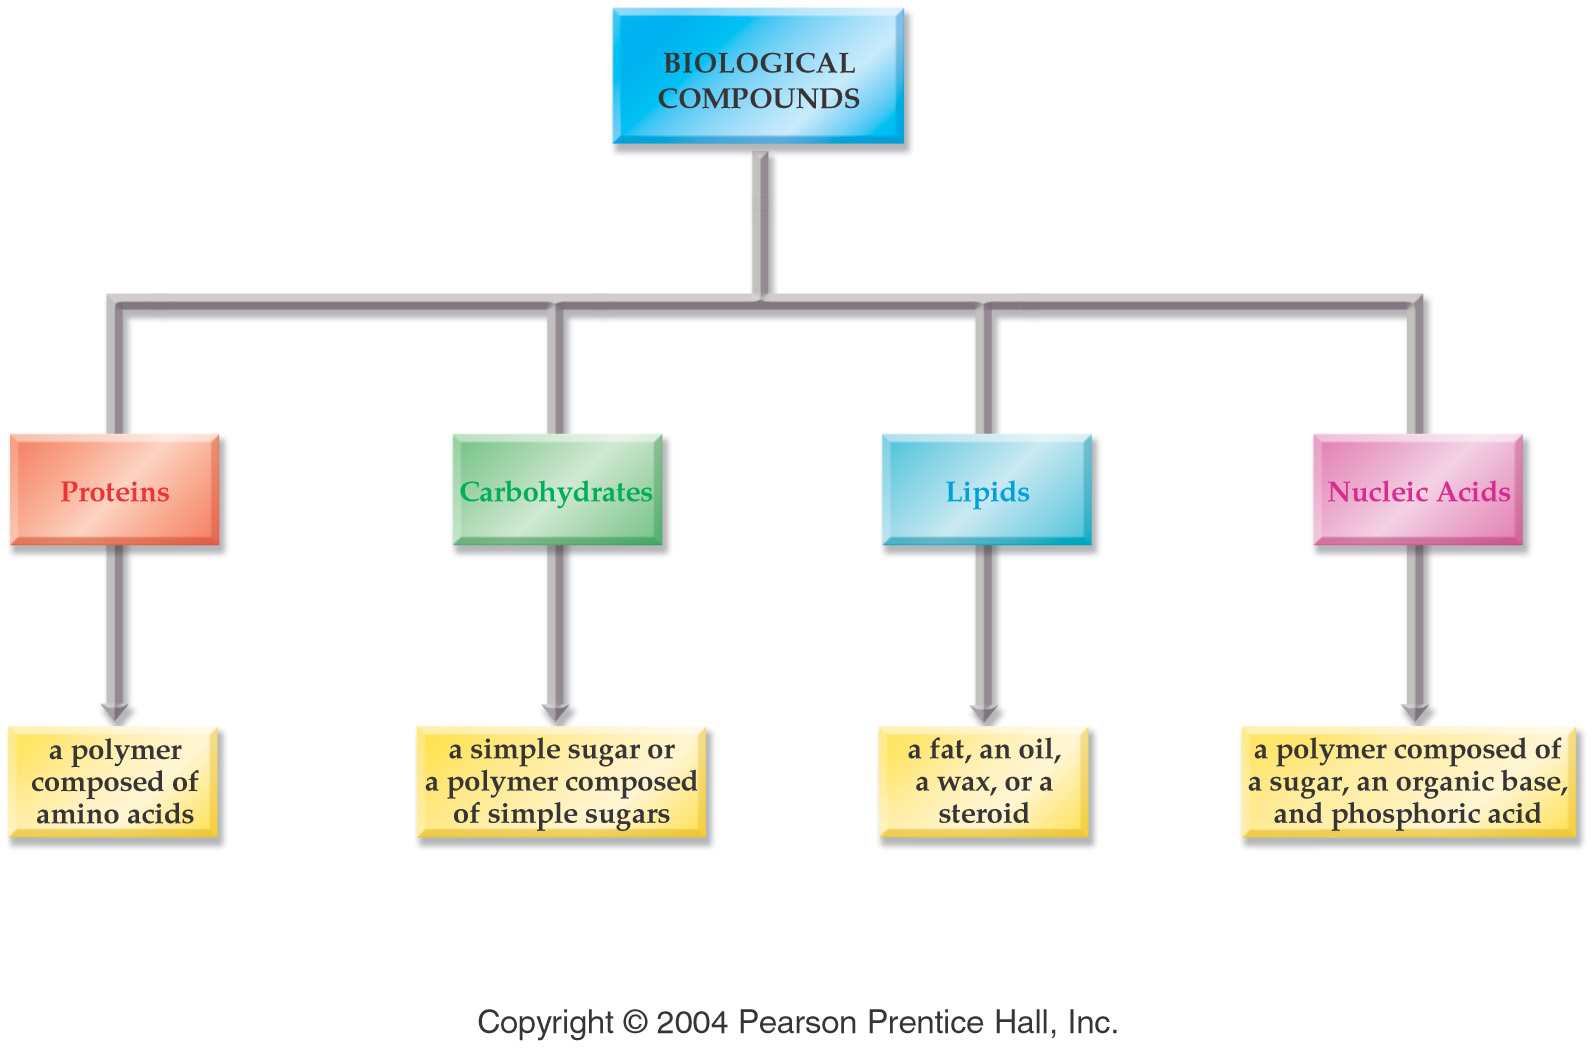 BIOLOGICAL
COMPOUNDS
Proteins
Carbohydrates
Lipids
Nucleic Acids
a polymer
composed of
amino acids
a simple sugar or
a polymer composed
of simple sugars
a fat, an oil,
a wax, or a
steroid
a polymer composed of
a sugar, an organic base,
and phosphoric acid
Copyright © 2004 Pearson Prentice Hall, Inc.